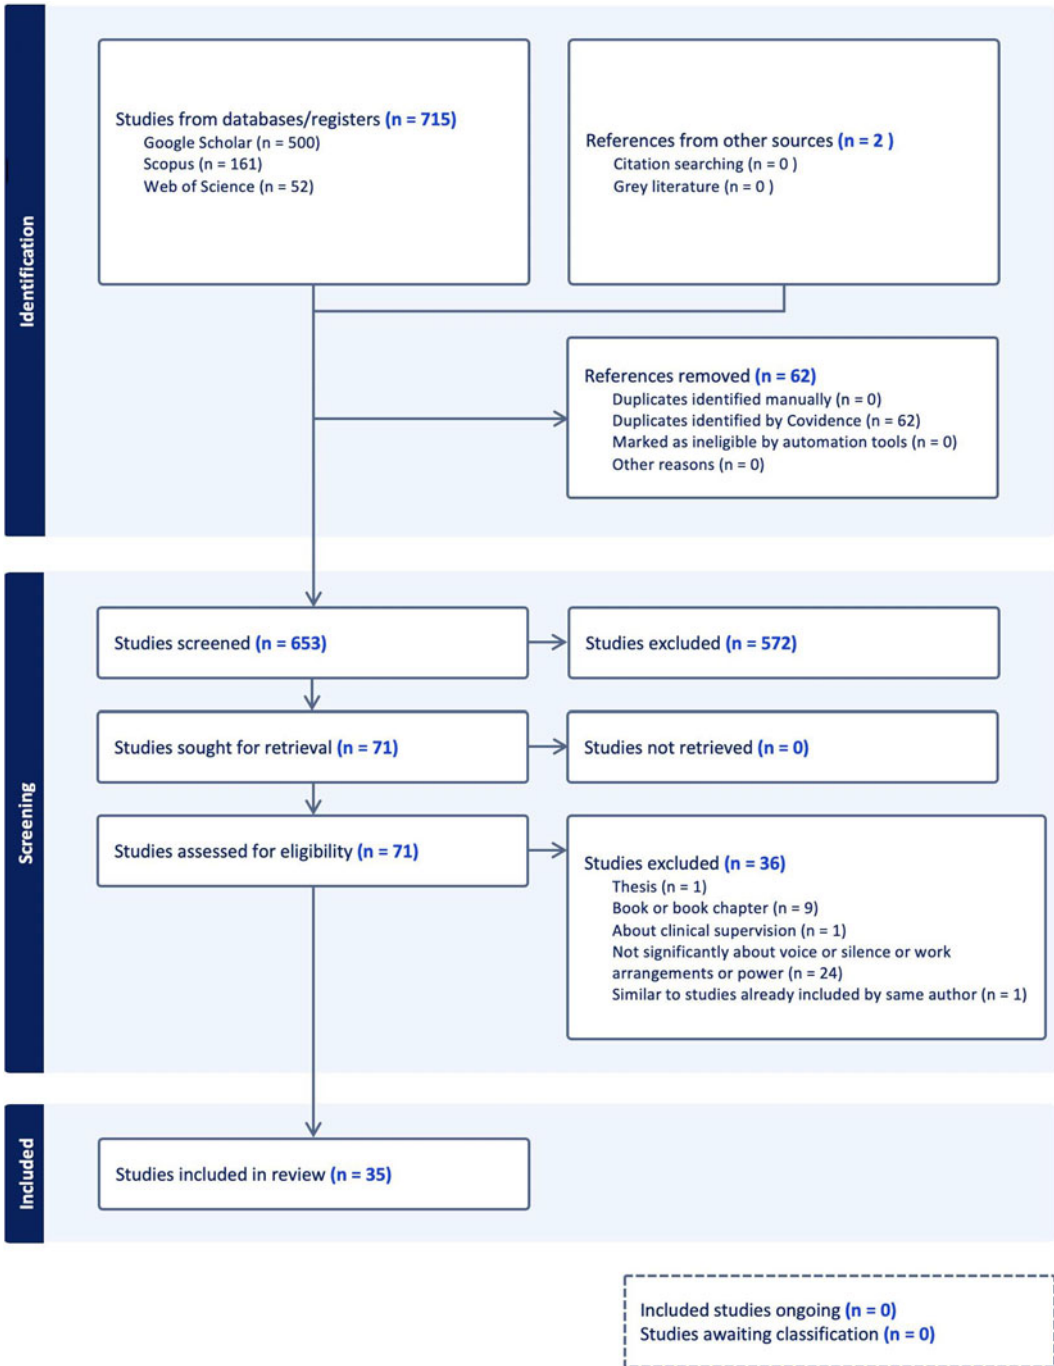 Identification
Studies from databases/registers (n = 715)
Google Scholar (n = 500)
Scopus (n = 161)
Web of Science (n = 52)
References from other sources (n = 2 )
Citation searching (n = 0 )
Grey literature (n = 0 )
References removed (n = 62)
Duplicates identified manually (n = 0)
Duplicates identified by Covidence (n = 62)
Marked as ineligible by automation tools (n = 0)
Other reasons (n = 0)
Screening
Studies screened (n = 653)
Studies excluded (n = 572)
Studies sought for retrieval (n = 71)
Studies not retrieved (n = 0)
Studies assessed for eligibility (n = 71)
Studies excluded (n = 36)
Thesis (n = 1)
Book or book chapter (n = 9)
About clinical supervision (n = 1)
Not significantly about voice or silence or work
arrangements or power (n = 24)
Similar to studies already included by same author (n = 1)
Included
Studies included in review (n = 35)
Included studies ongoing (n = 0)
Studies awaiting classification (n = 0)